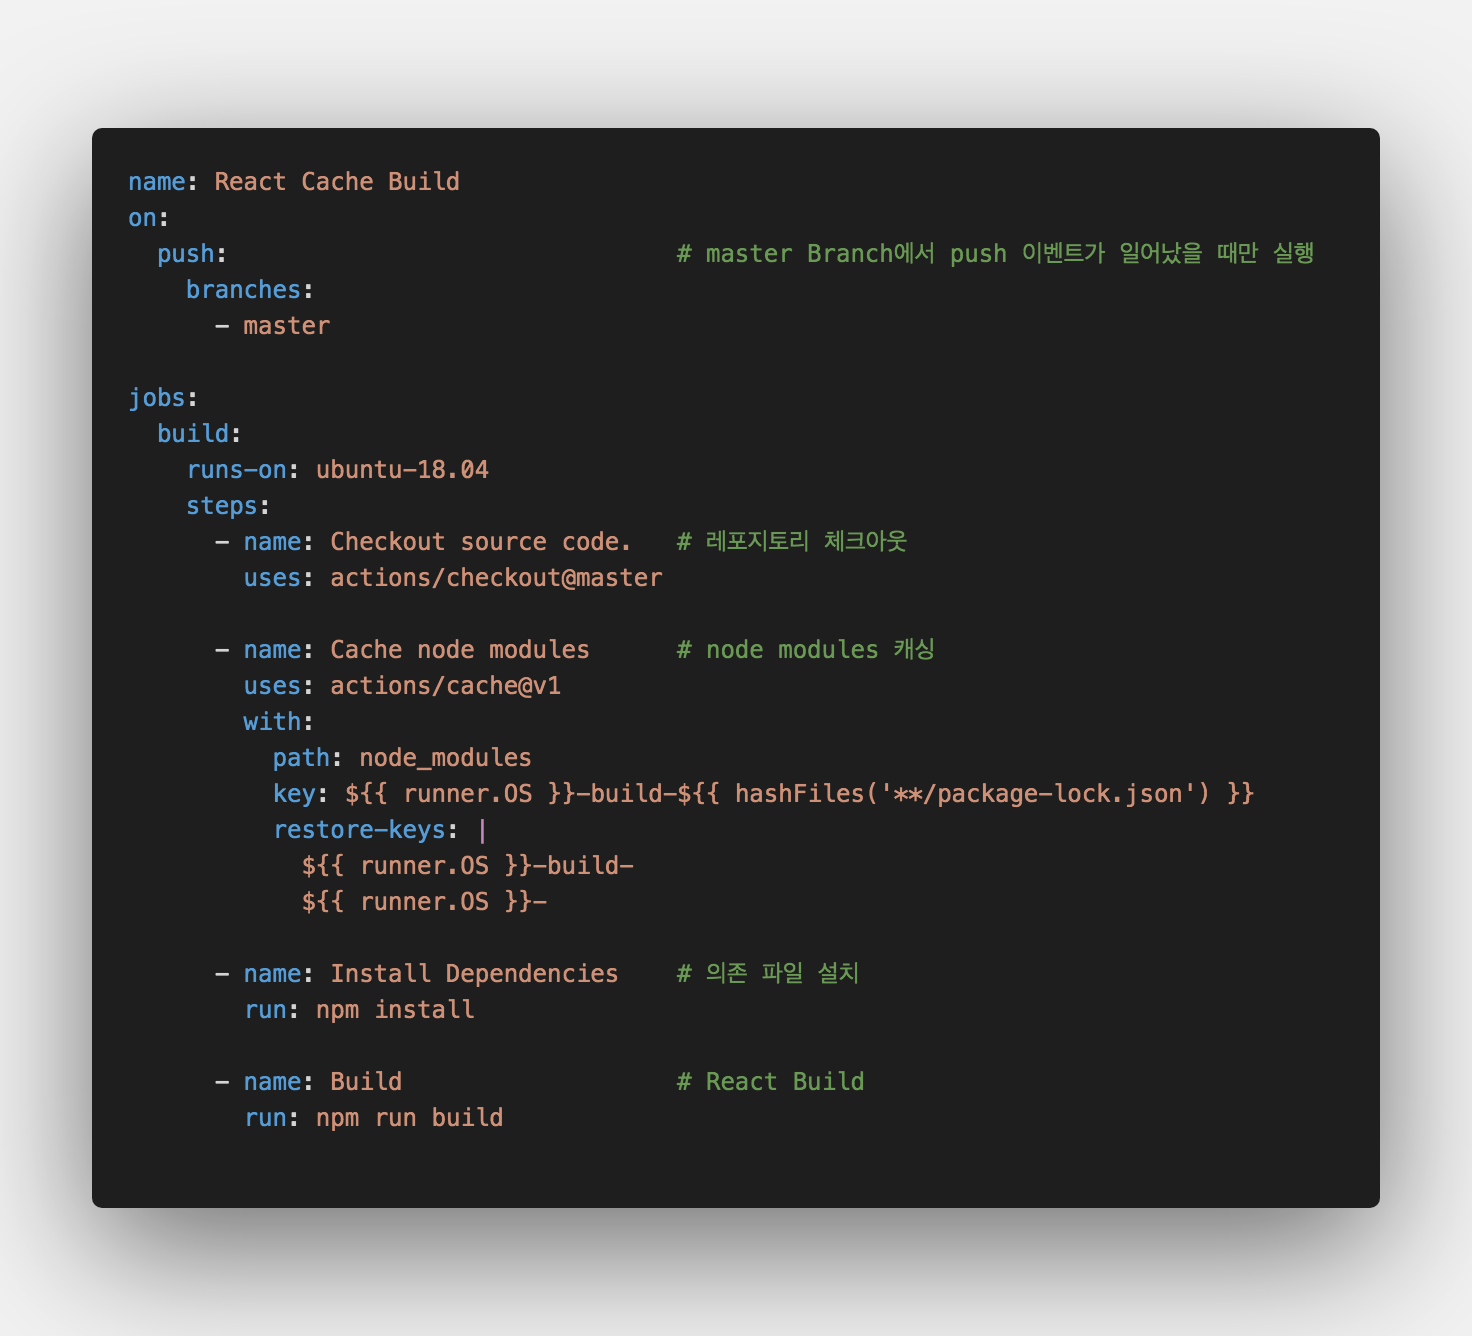 name: React Cache Build
on:
  push:                               # master Branch에서 push 이벤트가 일어났을 때만 실행
    branches:
      - master

jobs:
  build:
    runs-on: ubuntu-18.04
    steps:
      - name: Checkout source code.   # 레포지토리 체크아웃
        uses: actions/checkout@master

      - name: Cache node modules      # node modules 캐싱
        uses: actions/cache@v1
        with:
          path: node_modules
          key: ${{ runner.OS }}-build-${{ hashFiles('**/package-lock.json') }}
          restore-keys: |
            ${{ runner.OS }}-build-
            ${{ runner.OS }}-

      - name: Install Dependencies    # 의존 파일 설치
        run: npm install

      - name: Build                   # React Build
        run: npm run build